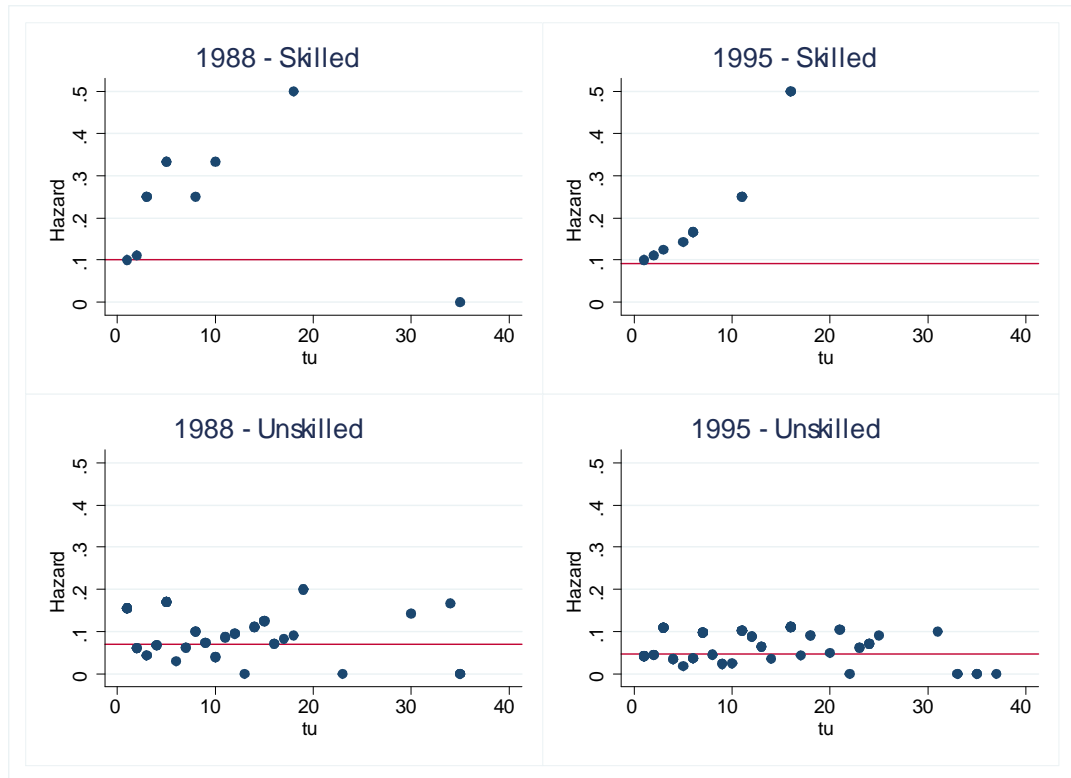 1988 - Skilled
Hazard
0 .1 .2 .3 .4 .5
0 10 20 30 40
tu
1995 - Skilled
Hazard
0 .1 .2 .3 .4 .5
0 10 20 30 40
tu
1988 - Unskilled
Hazard
0 .1 .2 .3 .4 .5
0 10 20 30 40
tu
1995 - Unskilled
Hazard
0 .1 .2 .3 .4 .5
0 10 20 30 40
tu